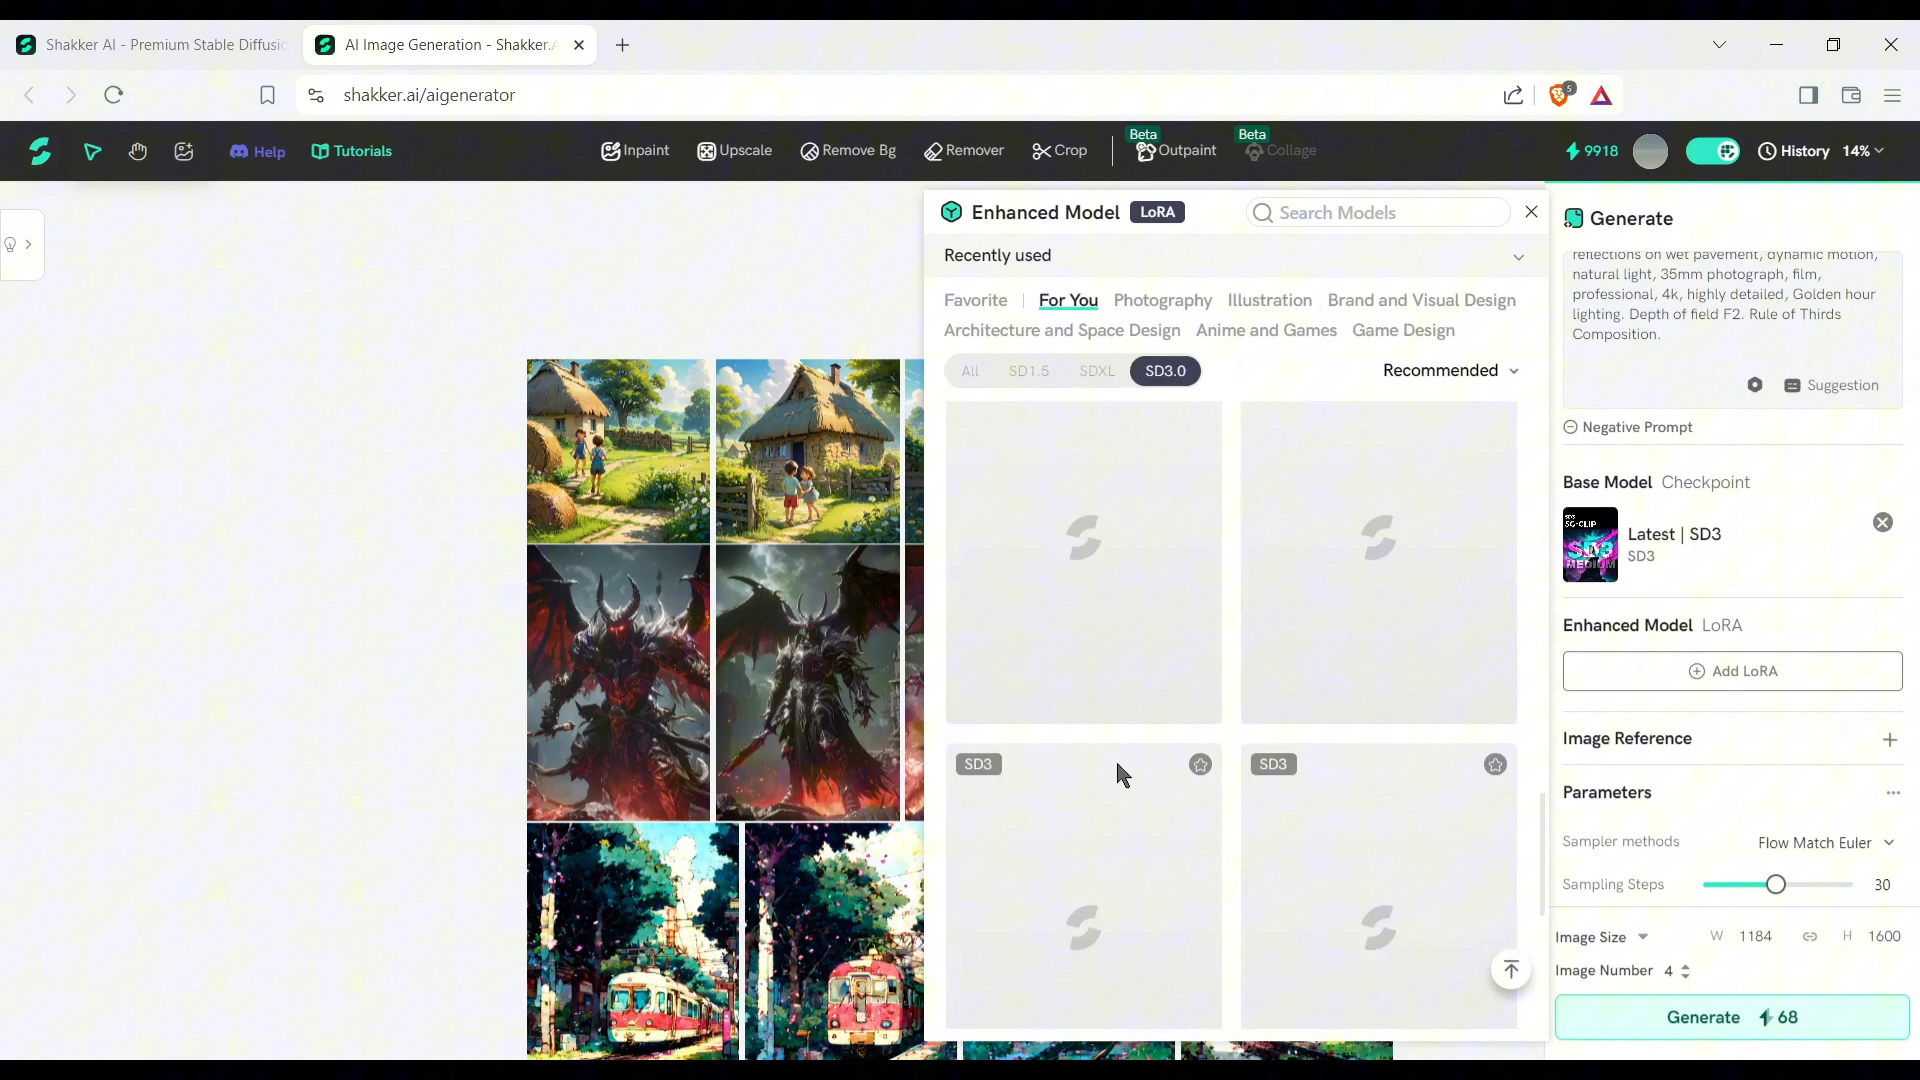 Shakker AI - Premium Stable Diffusio
AI Image Generation - Shakker.A
shakker.ai/aigenerator
5
Help
Tutorials
Inpaint
Upscale
Remove Bg
Remover
Crop
Beta
Outpaint
Beta
Collage
9918
History
14%
Enhanced Model LoRA
Search Models
Recently used
Favorite | For You Photography Illustration Brand and Visual Design
Architecture and Space Design Anime and Games Game Design
All SD1.5 SDXL SD3.0
Recommended
SD3
SD3
Generate
reflections on wet pavement, dynamic motion,
natural light, 35mm photograph, film,
professional, 4k, highly detailed, Golden hour
lighting. Depth of field F2. Rule of Thirds
Composition.
Suggestion
Negative Prompt
Base Model Checkpoint
SD3
MEDIUM
Latest | SD3
SD3
Enhanced Model LoRA
Add LoRA
Image Reference
Parameters
Sampler methods Flow Match Euler
Sampling Steps 30
Image Size W 1184 H 1600
Image Number 4
Generate 68